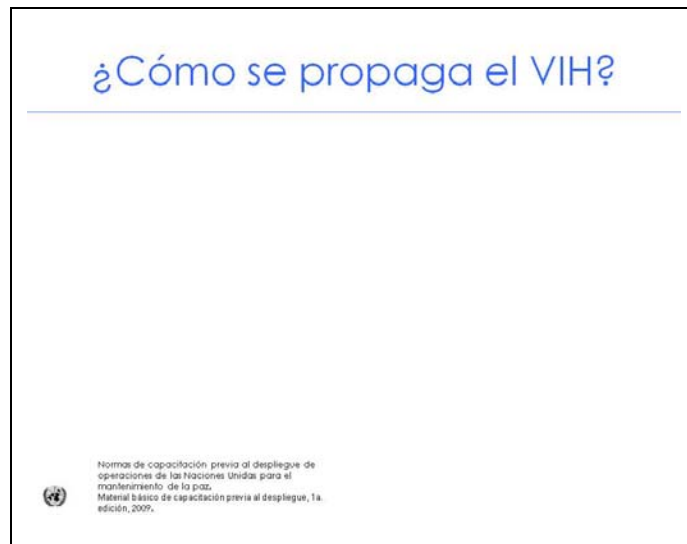 ¿Cómo se propaga el VIH?
Normas de capacitación previa al despliegue de
operaciones de las Naciones Unidas para el
mantenimiento de la paz.
Material básico de capacitación previa al despliegue, 1a.
edición, 2009.